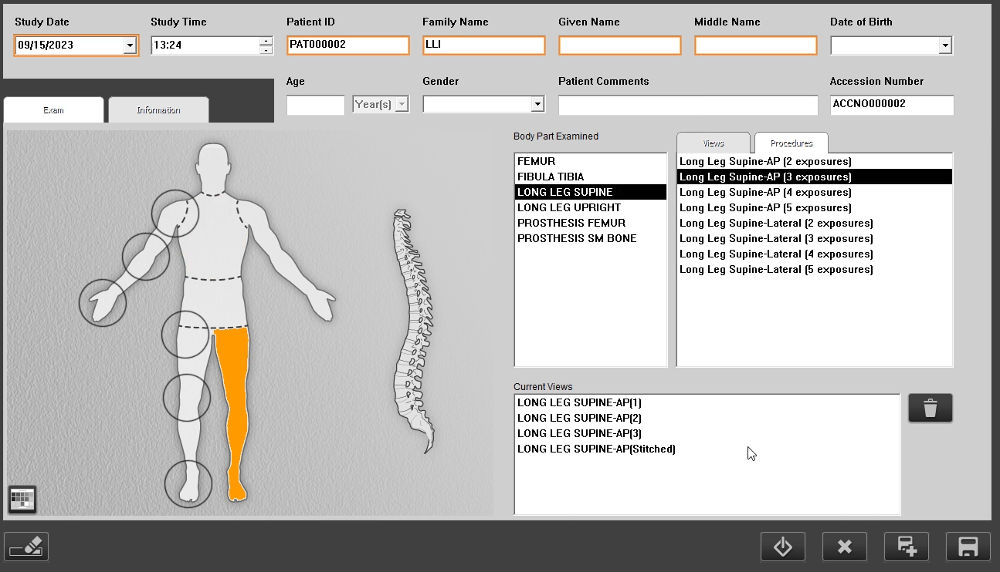 Study Date
Study Time
Patient ID
Family Name
Given Name
Middle Name
Date of Birth
09/15/2023
13:24
PAT000002
LLI
Age
Gender
Patient Comments
Accession Number
Year(s)
ACCNO000002
Exam
Information
Body Part Examined
Views
Procedures
FEMUR
FIBULA TIBIA
LONG LEG SUPINE
LONG LEG UPRIGHT
PROSTHESIS FEMUR
PROSTHESIS SM BONE
Long Leg Supine-AP (2 exposures)
Long Leg Supine-AP (3 exposures)
Long Leg Supine-AP (4 exposures)
Long Leg Supine-AP (5 exposures)
Long Leg Supine-Lateral (2 exposures)
Long Leg Supine-Lateral (3 exposures)
Long Leg Supine-Lateral (4 exposures)
Long Leg Supine-Lateral (5 exposures)
Current Views
LONG LEG SUPINE-AP(1)
LONG LEG SUPINE-AP(2)
LONG LEG SUPINE-AP(3)
LONG LEG SUPINE-AP(Stitched)